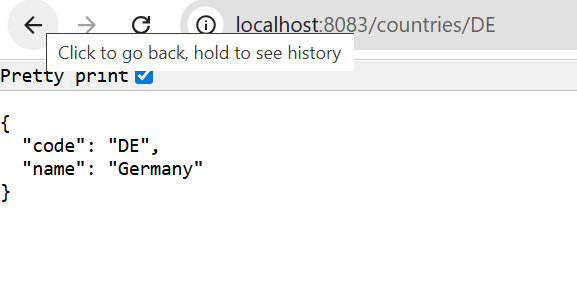 localhost:8083/countries/DE
Click to go back, hold to see history
Pretty print
{
  "code": "DE",
  "name": "Germany"
}